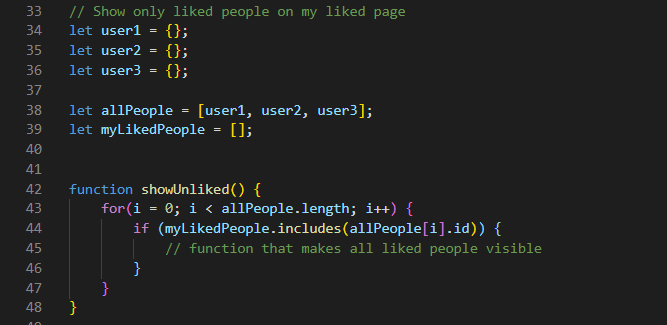 33 // Show only liked people on my liked page
34 let user1 = {};
35 let user2 = {};
36 let user3 = {};
37
38 let allPeople = [user1, user2, user3];
39 let myLikedPeople = [];
40
41
42 function showUnliked() {
43     for(i = 0; i < allPeople.length; i++) {
44         if (myLikedPeople.includes(allPeople[i].id)) {
45             // function that makes all liked people visible
46         }
47     }
48 }